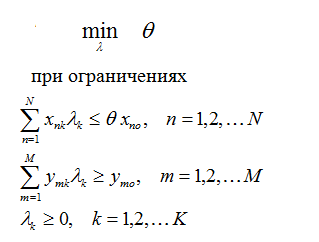 min θ
λ
при ограничениях
∑_{n=1}^{N} x_{nk} λ_k ≤ θ x_{no}, n = 1,2,…N
∑_{m=1}^{M} y_{mk} λ_k ≥ y_{mo}, m = 1,2,…M
λ_k ≥ 0, k = 1,2,…K